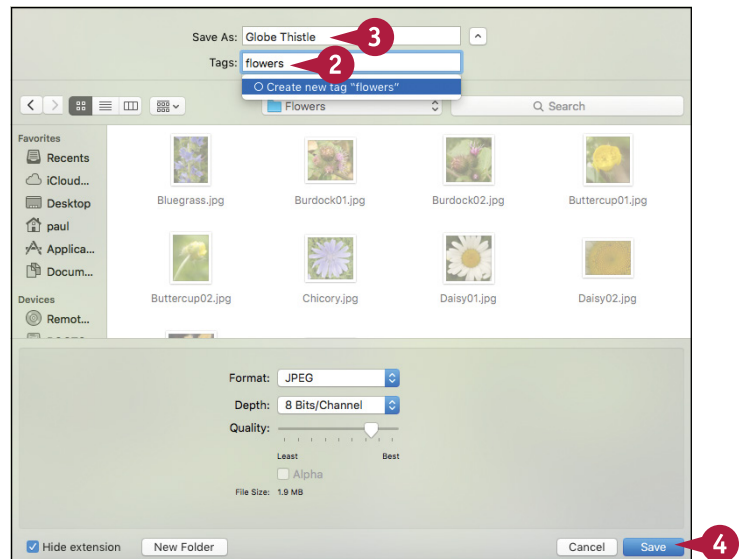 Save As: Globe Thistle 3
Tags: flowers 2
Create new tag "flowers"
Flowers
Search
Favorites
Recents
iCloud...
Desktop
paul
Applica...
Docum...
Devices
Remot...
Bluegrass.jpg Burdock01.jpg Burdock02.jpg Buttercup01.jpg
Buttercup02.jpg Chicory.jpg Daisy01.jpg Daisy02.jpg
Format: JPEG
Depth: 8 Bits/Channel
Quality:
Least Best
Alpha
File Size: 1.9 MB
Hide extension New Folder Cancel Save 4